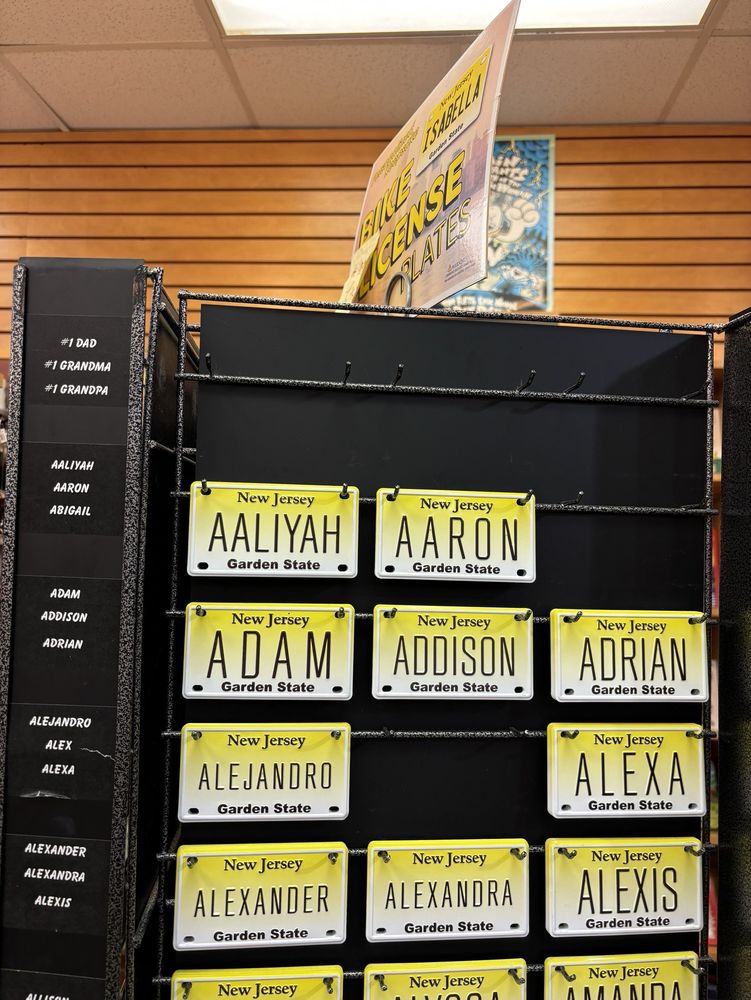 New Jersey
ISABELLA
Garden State
BIKE
LICENSE
PLATES
#1 DAD
#1 GRANDMA
#1 GRANDPA
AALIYAH
AARON
ABIGAIL
ADAM
ADDISON
ADRIAN
ALEJANDRO
ALEX
ALEXA
ALEXANDER
ALEXANDRA
ALEXIS
New Jersey
AALIYAH
Garden State
New Jersey
AARON
Garden State
New Jersey
ADAM
Garden State
New Jersey
ADDISON
Garden State
New Jersey
ADRIAN
Garden State
New Jersey
ALEJANDRO
Garden State
New Jersey
ALEXA
Garden State
New Jersey
ALEXANDER
Garden State
New Jersey
ALEXANDRA
Garden State
New Jersey
ALEXIS
Garden State
New Jersey
New Jersey
New Jersey
AMANDA